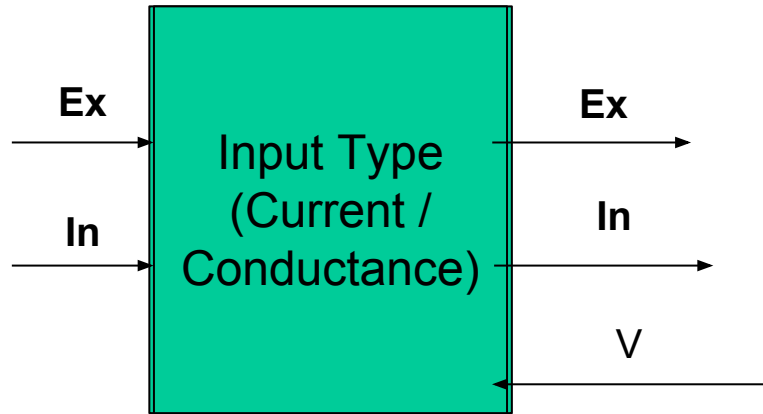 Ex
Ex
Input Type
(Current /
In
In
Conductance)
V